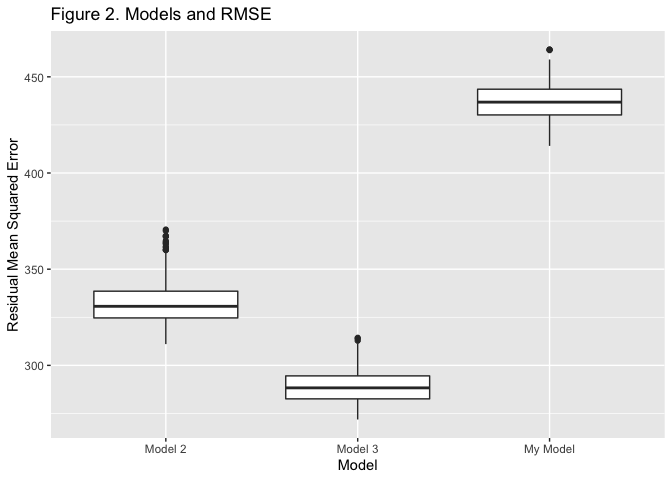 Figure 2. Models and RMSE
Residual Mean Squared Error
450
400
350
300
Model 2
Model 3
My Model
Model